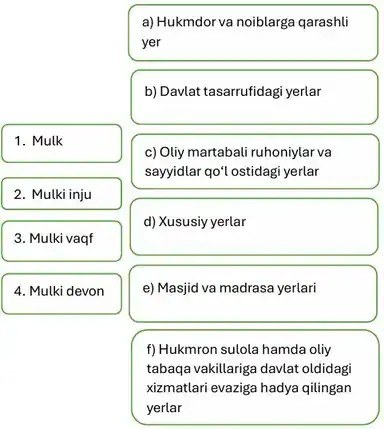 a) Hukmdor va noiblarga qarashli
yer
b) Davlat tasarrufidagi yerlar
1. Mulk
c) Oliy martabali ruhoniylar va
sayyidlar qo‘l ostidagi yerlar
2. Mulki inju
d) Xususiy yerlar
3. Mulki vaqf
4. Mulki devon
e) Masjid va madrasa yerlari
f) Hukmron sulola hamda oliy
tabaqa vakillariga davlat oldidagi
xizmatlari evaziga hadya qilingan
yerlar